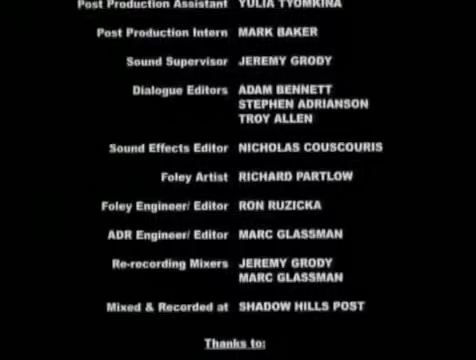 Post Production Assistant YULIA TYOMKINA
Post Production Intern MARK BAKER
Sound Supervisor JEREMY GRODY
Dialogue Editors ADAM BENNETT
STEPHEN ADRIANSON
TROY ALLEN
Sound Effects Editor NICHOLAS COUSCOURIS
Foley Artist RICHARD PARTLOW
Foley Engineer/ Editor RON RUZICKA
ADR Engineer/ Editor MARC GLASSMAN
Re-recording Mixers JEREMY GRODY
MARC GLASSMAN
Mixed & Recorded at SHADOW HILLS POST
Thanks to: